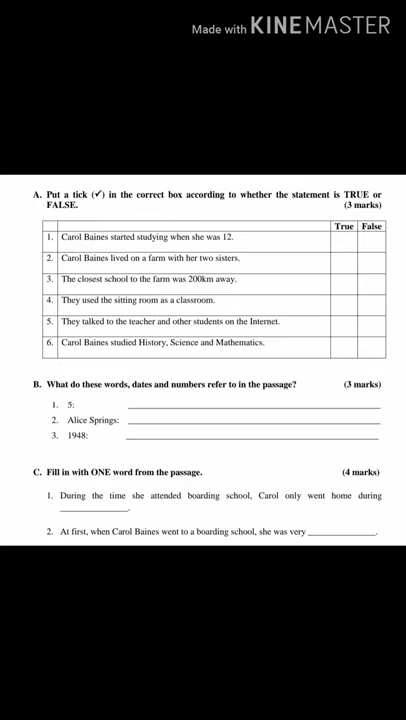 Made with KINEMASTER
A. Put a tick (✓) in the correct box according to whether the statement is TRUE or
FALSE. (3 marks)
True False
1. Carol Baines started studying when she was 12.
2. Carol Baines lived on a farm with her two sisters.
3. The closest school to the farm was 200km away.
4. They used the sitting room as a classroom.
5. They talked to the teacher and other students on the Internet.
6. Carol Baines studied History, Science and Mathematics.
B. What do these words, dates and numbers refer to in the passage? (3 marks)
1. 5: ____________________
2. Alice Springs: ____________________
3. 1948: ____________________
C. Fill in with ONE word from the passage. (4 marks)
1. During the time she attended boarding school, Carol only went home during
_______________.
2. At first, when Carol Baines went to a boarding school, she was very _______________.